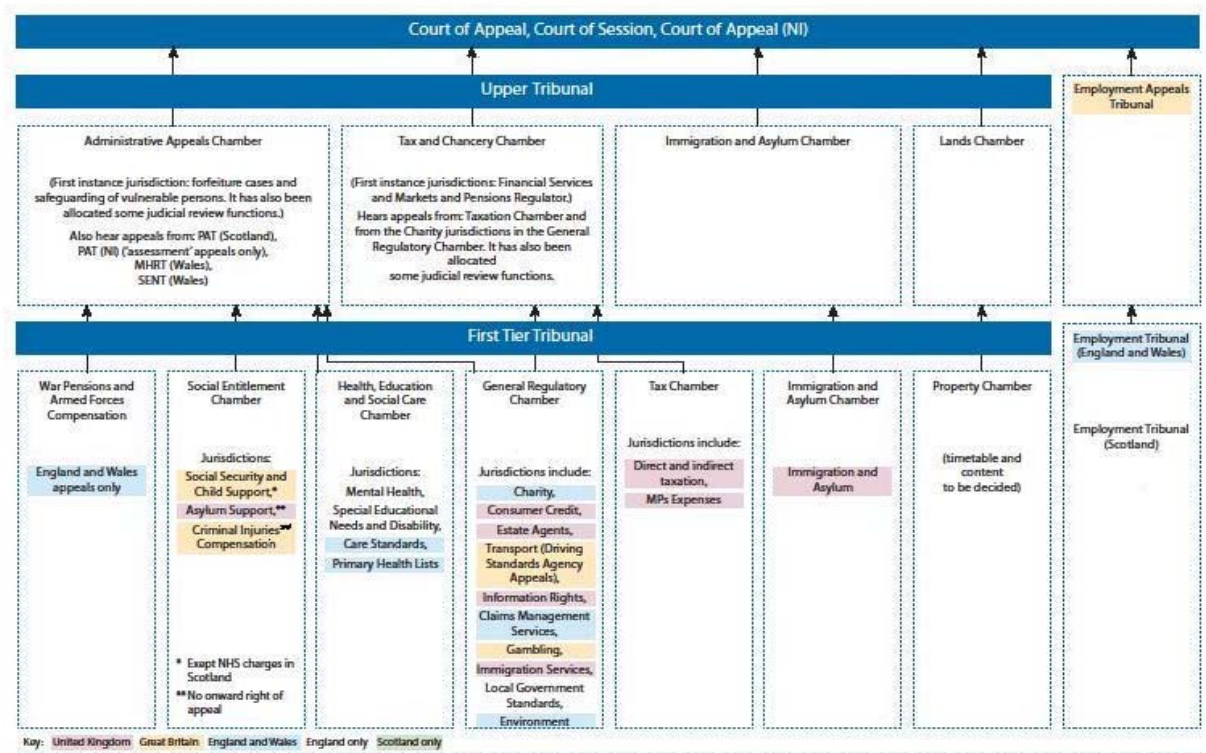 Court of Appeal, Court of Session, Court of Appeal (NI)
Upper Tribunal
Employment Appeals
Tribunal
Administrative Appeals Chamber
(First instance jurisdiction: forfeiture cases and
safeguarding of vulnerable persons. It has also been
allocated some judicial review functions.)
Also hear appeals from: PAT (Scotland),
PAT (NI) ('assessment' appeals only),
MHRT (Wales),
SENT (Wales)
Tax and Chancery Chamber
(First instance jurisdictions: Financial Services
and Markets and Pensions Regulator.)
Hears appeals from: Taxation Chamber and
from the Charity jurisdictions in the General
Regulatory Chamber. It has also been
allocated
some judicial review functions.
Immigration and Asylum Chamber
Lands Chamber
First Tier Tribunal
Employment Tribunal
(England and Wales)
Employment Tribunal
(Scotland)
War Pensions and
Armed Forces
Compensation
England and Wales
appeals only
Social Entitlement
Chamber
Jurisdictions:
Social Security and
Child Support,*
Asylum Support,**
Criminal Injuries
Compensation
* Exept NHS charges in
Scotland
** No onward right of
appeal
Health, Education
and Social Care
Chamber
Jurisdictions:
Mental Health,
Special Educational
Needs and Disability,
Care Standards,
Primary Health Lists
General Regulatory
Chamber
Jurisdictions include:
Charity,
Consumer Credit,
Estate Agents,
Transport (Driving
Standards Agency
Appeals),
Information Rights,
Claims Management
Services,
Gambling,
Immigration Services,
Local Government
Standards,
Environment
Tax Chamber
Jurisdictions include:
Direct and indirect
taxation,
MPs Expenses
Immigration and
Asylum Chamber
Immigration and
Asylum
Property Chamber
(timetable and
content
to be decided)
Key: United Kingdom Great Britain England and Wales England only Scotland only